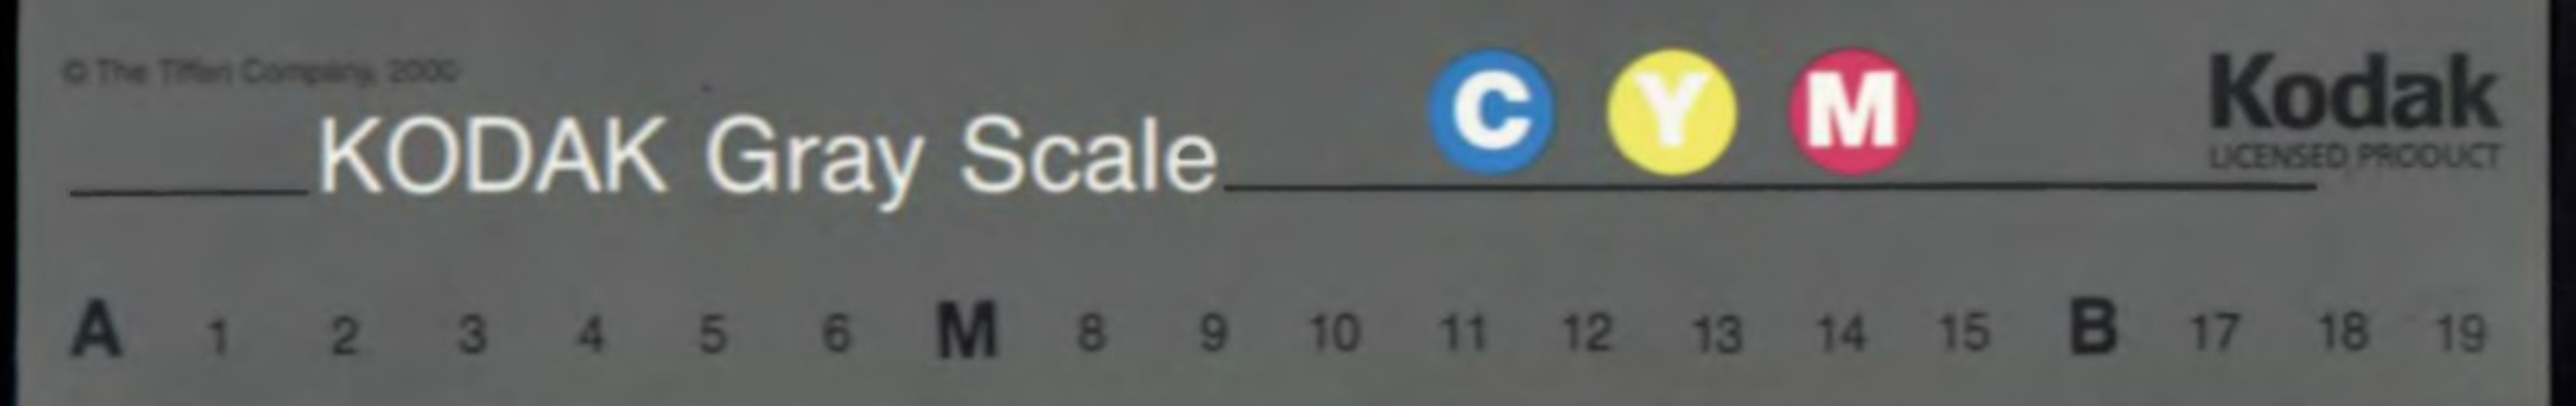 © The Tiffen Company, 2000
KODAK Gray Scale
C Y M
Kodak
LICENSED PRODUCT
A 1 2 3 4 5 6 M 8 9 10 11 12 13 14 15 B 17 18 19